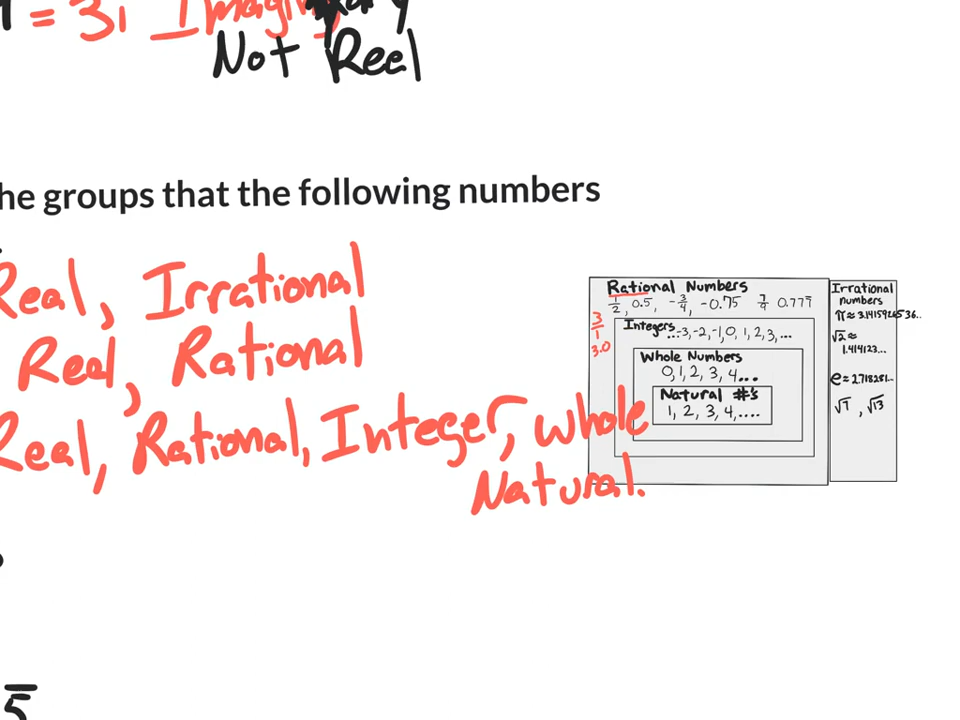 = 3i Imaginary
Not Reel
he groups that the following numbers
Real, Irrational
Real, Rational
Real, Rational, Integer, whole
Natural.
Rational Numbers
1/2, 0.5, -3/4, -0.75 7/9 0.777̅
3/1
3.0
Integers...-3,-2,-1,0,1,2,3,...
Whole Numbers
0,1,2,3,4...
Natural #'s
1,2,3,4,....
Irrational
numbers
π≈3.1415926536..
√2≈
1.414123...
e≈2.718281..
√7, √13
5